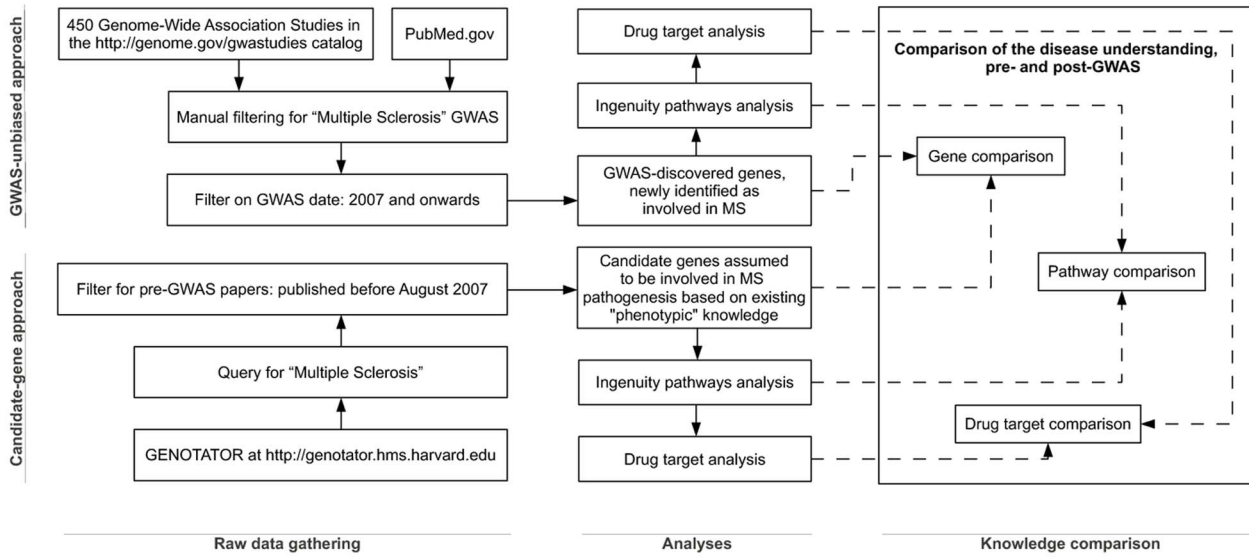 GWAS-unbiased approach
450 Genome-Wide Association Studies in
the http://genome.gov/gwastudies catalog
PubMed.gov
Manual filtering for “Multiple Sclerosis” GWAS
Filter on GWAS date: 2007 and onwards
Drug target analysis
Ingenuity pathways analysis
GWAS-discovered genes,
newly identified as
involved in MS
Comparison of the disease understanding,
pre- and post-GWAS
Gene comparison
Pathway comparison
Drug target comparison
Candidate-gene approach
Filter for pre-GWAS papers: published before August 2007
Query for “Multiple Sclerosis”
GENOTATOR at http://genotator.hms.harvard.edu
Candidate genes assumed
to be involved in MS
pathogenesis based on existing
"phenotypic" knowledge
Ingenuity pathways analysis
Drug target analysis
Raw data gathering
Analyses
Knowledge comparison